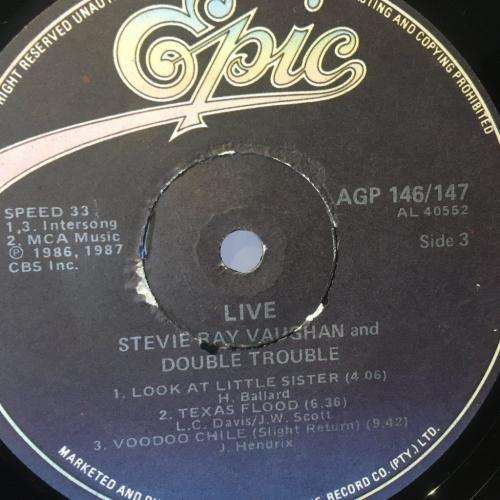 RIGHT RESERVED UNAU
STING AND COPYING PROHIBITED
Epic
SPEED 33
1,3. Intersong
2. MCA Music
℗ 1986, 1987
CBS Inc.
AGP 146/147
AL 40552
Side 3
LIVE
STEVIE RAY VAUGHAN and
DOUBLE TROUBLE
1. LOOK AT LITTLE SISTER (4 06)
H. Ballard
2. TEXAS FLOOD (6.36)
L.C. Davis/J.W. Scott
3. VOODOO CHILE (Slight Return) (9.42)
J. Hendrix
MARKETED AND
RECORD CO. (PTY.) LTD.